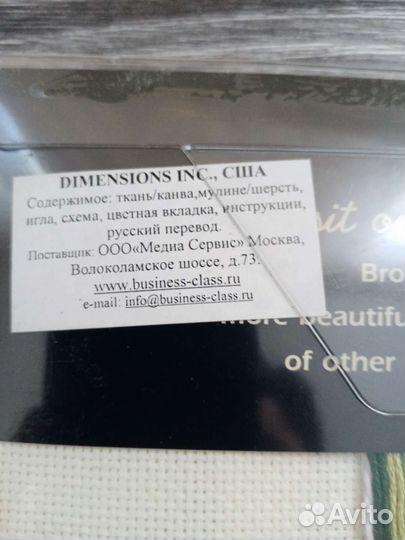 DIMENSIONS INC., США
Содержимое: ткань/канва,мулине/шерсть,
игла, схема, цветная вкладка, инструкции,
русский перевод.
Поставщик: ООО«Медиа Сервис» Москва,
Волоколамское шоссе, д.73.
www.business-class.ru
e-mail: info@business-class.ru
Bro
more beautifu
of other
Avito